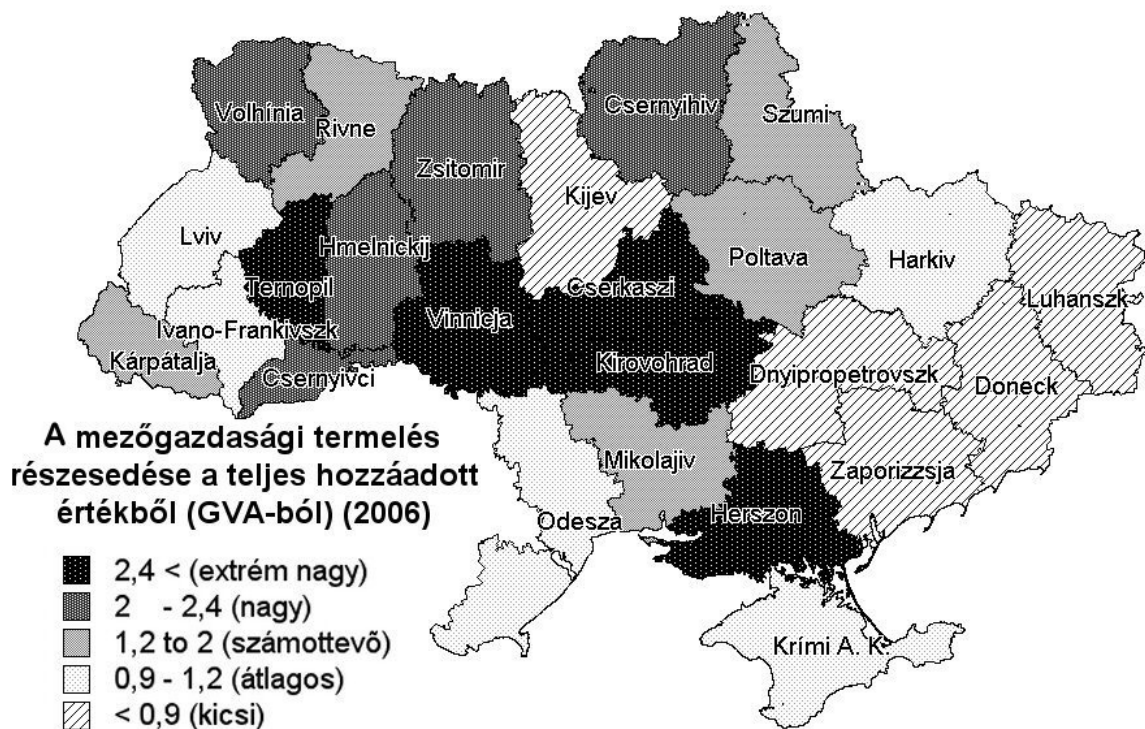 Volhínia
Rivne
Zsitomir
Csernyihiv
Szumi
Kijev
Lviv
Hmelnickij
Ternopil
Poltava
Harkiv
Cserkaszi
Luhanszk
Vinnicja
Ivano-Frankivszk
Kárpátalja
Kirovohrad
Csernyivci
Dnyipropetrovszk
Doneck
Mikolajiv
Zaporizzsja
Herszon
Odesza
Krími A. K.
A mezőgazdasági termelés
részesedése a teljes hozzáadott
értékből (GVA-ból) (2006)
2,4 < (extrém nagy)
2 - 2,4 (nagy)
1,2 to 2 (számottevõ)
0,9 - 1,2 (átlagos)
< 0,9 (kicsi)